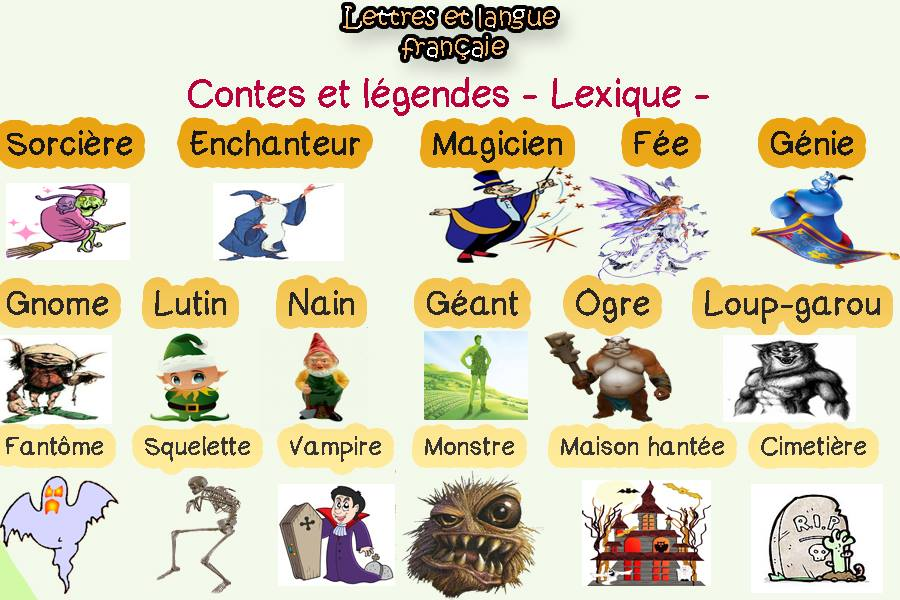 Lettres et langue
françaie
Contes et légendes - Lexique -
Sorcière Enchanteur Magicien Fée Génie
Gnome Lutin Nain Géant Ogre Loup-garou
Fantôme Squelette Vampire Monstre Maison hantée Cimetière
R.I.P